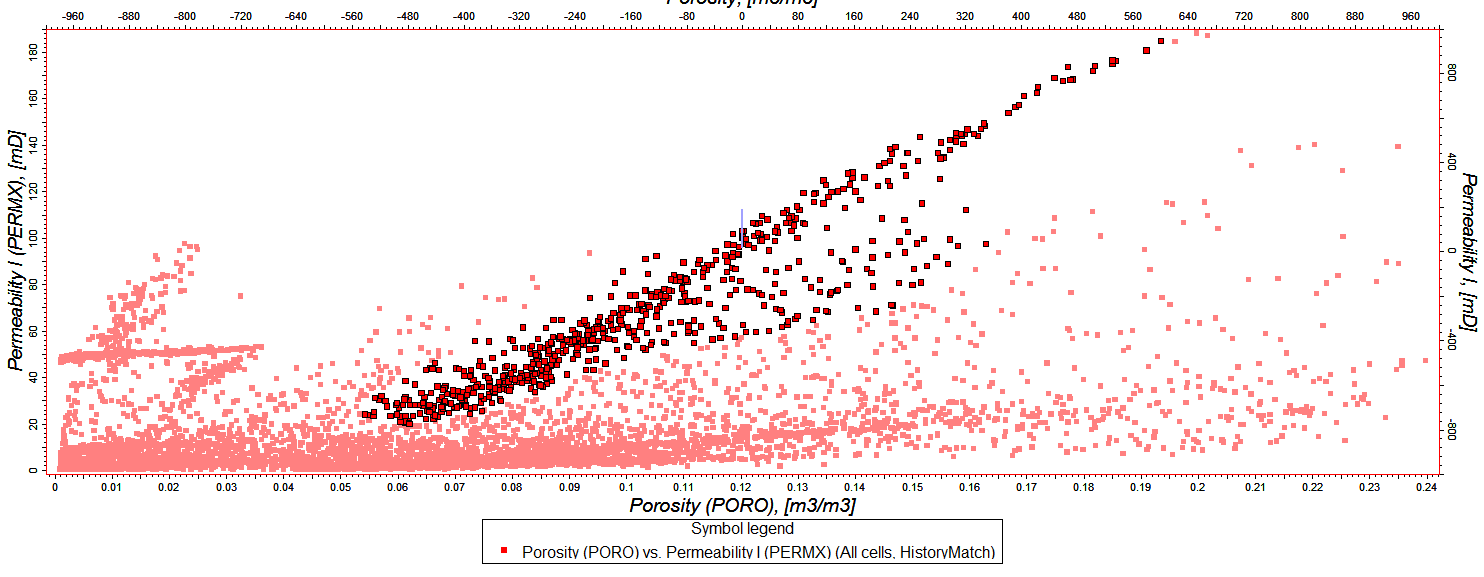 Porosity, [m3/m3]
-960 -880 -800 -720 -640 -560 -480 -400 -320 -240 -160 -80 0 80 160 240 320 400 480 560 640 720 800 880 960
Permeability I (PERMX), [mD]
180
160
140
120
100
80
60
40
20
0
800
400
0
-400
-800
Permeability I, [mD]
0 0.01 0.02 0.03 0.04 0.05 0.06 0.07 0.08 0.09 0.1 0.11 0.12 0.13 0.14 0.15 0.16 0.17 0.18 0.19 0.2 0.21 0.22 0.23 0.24
Porosity (PORO), [m3/m3]
Symbol legend
Porosity (PORO) vs. Permeability I (PERMX) (All cells, HistoryMatch)